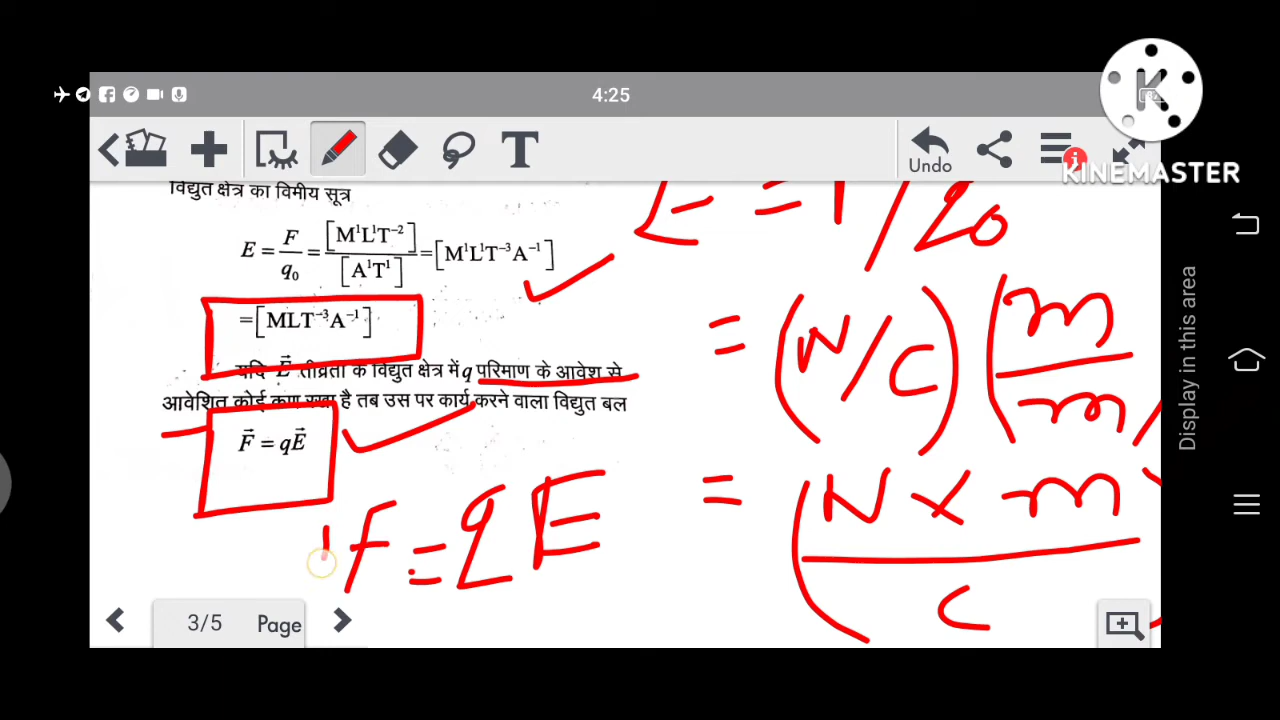 4:25
KINEMASTER
Undo
विद्युत क्षेत्र का विमीय सूत्र
E = F/q₀ = [M¹L¹T⁻²]/[A¹T¹] = [M¹L¹T⁻³A⁻¹]
= [MLT⁻³A⁻¹]
यदि E⃗ तीव्रता के विद्युत क्षेत्र में q परिमाण के आवेश से
आवेशित कोई कण रखा है तब उस पर कार्य करने वाला विद्युत बल
F⃗ = qE⃗
F = qE
= (N/C) (m/m
= (N × m
C
Display in this area
3/5 Page